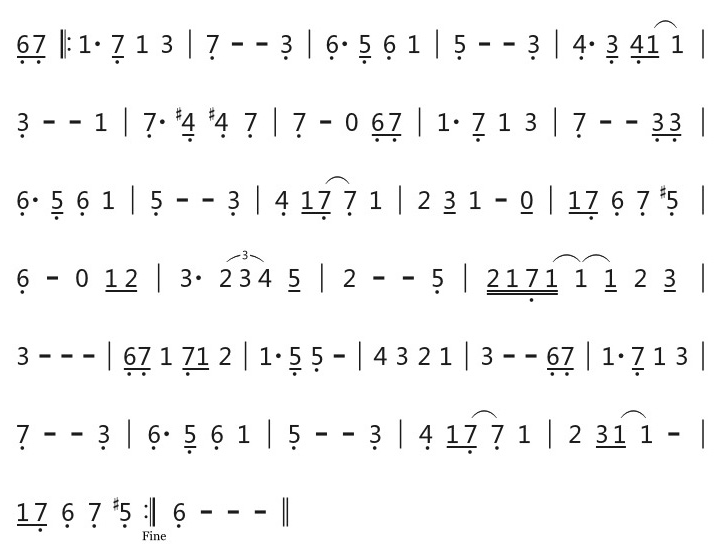 67 ‖: 1· 7 1 3 | 7 – – 3 | 6· 5 6 1 | 5 – – 3 | 4· 3 41 1 |
3 – – 1 | 7· #4 #4 7 | 7 – 0 67 | 1· 7 1 3 | 7 – – 33 |
6· 5 6 1 | 5 – – 3 | 4 17 7 1 | 2 3 1 – 0 | 17 6 7 #5 |
6 – 0 12 | 3· 3 234 5 | 2 – – 5 | 2171 1 1 2 3 |
3 – – – | 67 1 71 2 | 1· 5 5 – | 4 3 2 1 | 3 – – 67 | 1· 7 1 3 |
7 – – 3 | 6· 5 6 1 | 5 – – 3 | 4 17 7 1 | 2 31 1 – |
17 6 7 #5 :‖ 6 – – – ‖
Fine